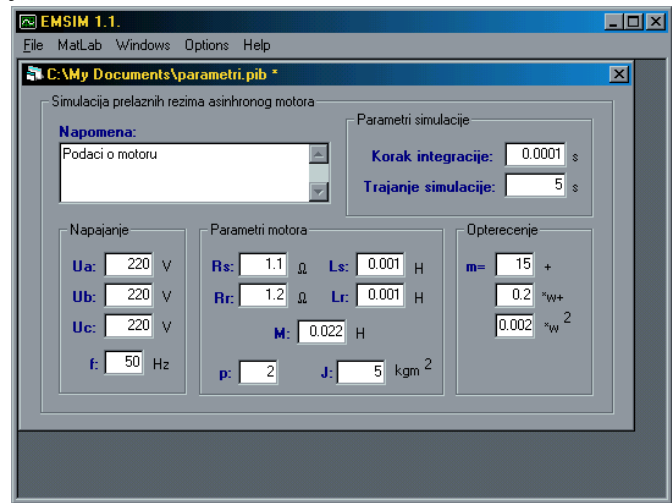 EMSIM 1.1.
File MatLab Windows Options Help
C:\My Documents\parametri.pib *
Simulacija prelaznih rezima asinhronog motora
Napomena:
Podaci o motoru
Parametri simulacije
Korak integracije: 0.0001 s
Trajanje simulacije: 5 s
Napajanje
Ua: 220 V
Ub: 220 V
Uc: 220 V
f: 50 Hz
Parametri motora
Rs: 1.1 Ω Ls: 0.001 H
Rr: 1.2 Ω Lr: 0.001 H
M: 0.022 H
p: 2 J: 5 kgm 2
Opterecenje
m= 15 +
0.2 *w+
0.002 *w 2